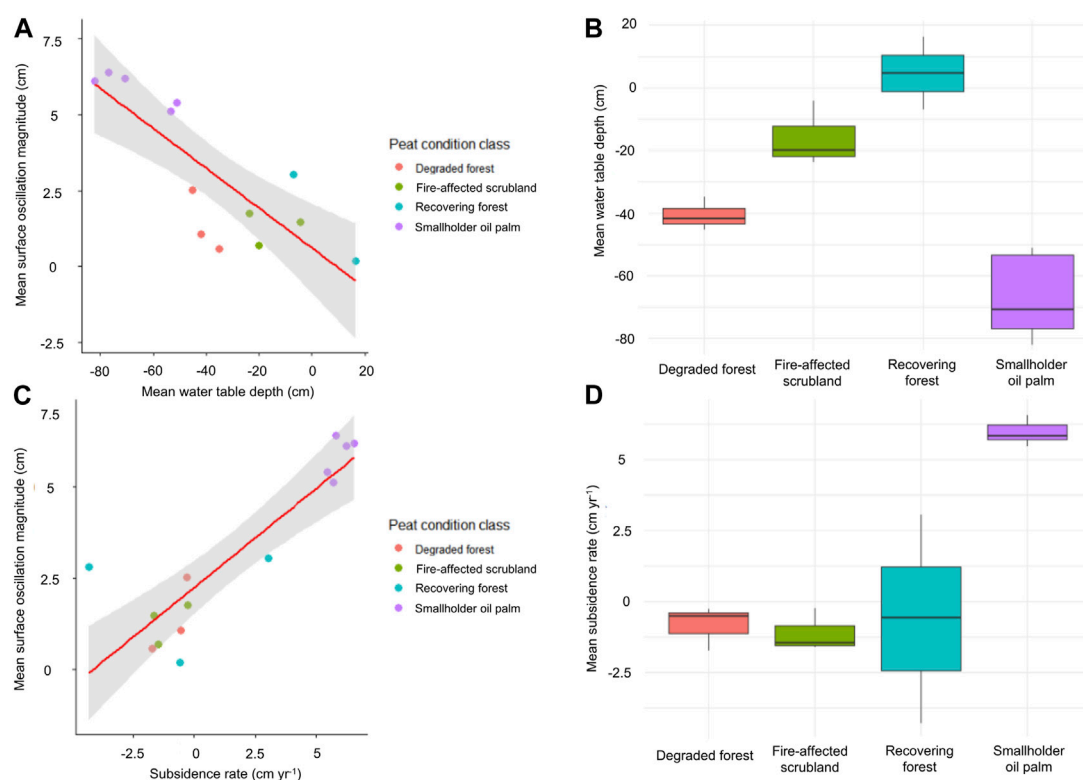 A
Mean surface oscillation magnitude (cm)
7.5
5
2.5
0
-2.5
-80
-60
-40
-20
0
20
Mean water table depth (cm)
Peat condition class
Degraded forest
Fire-affected scrubland
Recovering forest
Smallholder oil palm
B
Mean water table depth (cm)
20
0
-20
-40
-60
-80
Degraded forest
Fire-affected
scrubland
Recovering
forest
Smallholder
oil palm
C
Mean surface oscillation magnitude (cm)
7.5
5
2.5
0
-2.5
0
2.5
5
Subsidence rate (cm yr⁻¹)
Peat condition class
Degraded forest
Fire-affected scrubland
Recovering forest
Smallholder oil palm
D
Mean subsidence rate (cm yr⁻¹)
5
2.5
0
-2.5
Degraded forest
Fire-affected
scrubland
Recovering
forest
Smallholder
oil palm